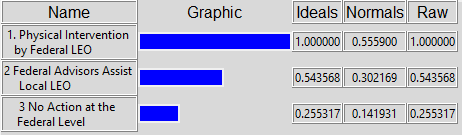 Name Graphic Ideals Normals Raw
1. Physical Intervention
by Federal LEO
1.000000 0.555900 1.000000
2 Federal Advisors Assist
Local LEO
0.543568 0.302169 0.543568
3 No Action at the
Federal Level
0.255317 0.141931 0.255317